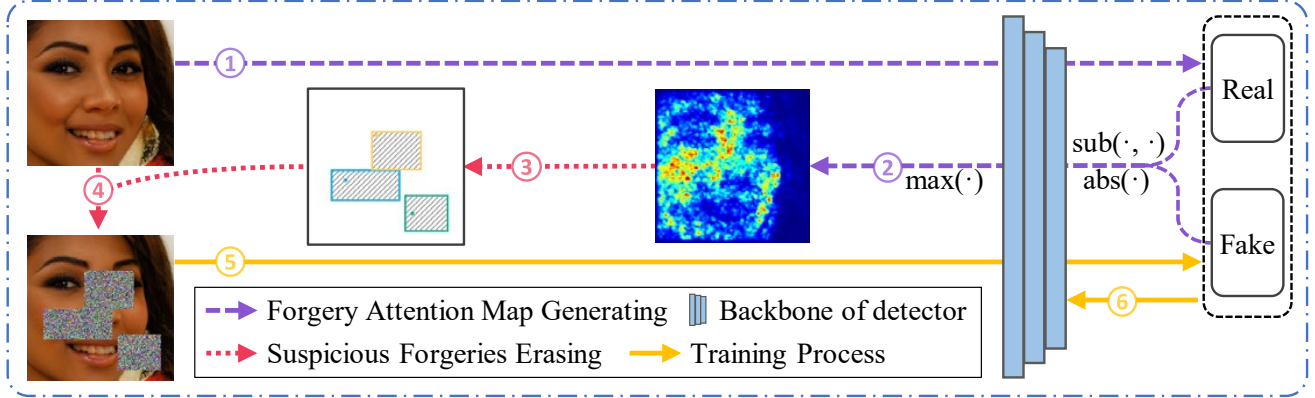 1
Real
sub(·, ·)
3
2
4
max(·)
abs(·)
Fake
5
6
Forgery Attention Map Generating
Backbone of detector
Suspicious Forgeries Erasing
Training Process